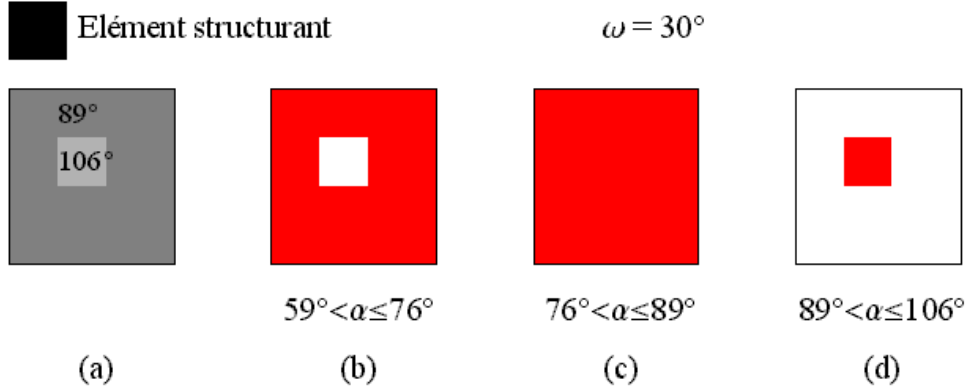 Elément structurant
ω = 30°
89°
106°
59°<α≤76°
76°<α≤89°
89°<α≤106°
(a)
(b)
(c)
(d)